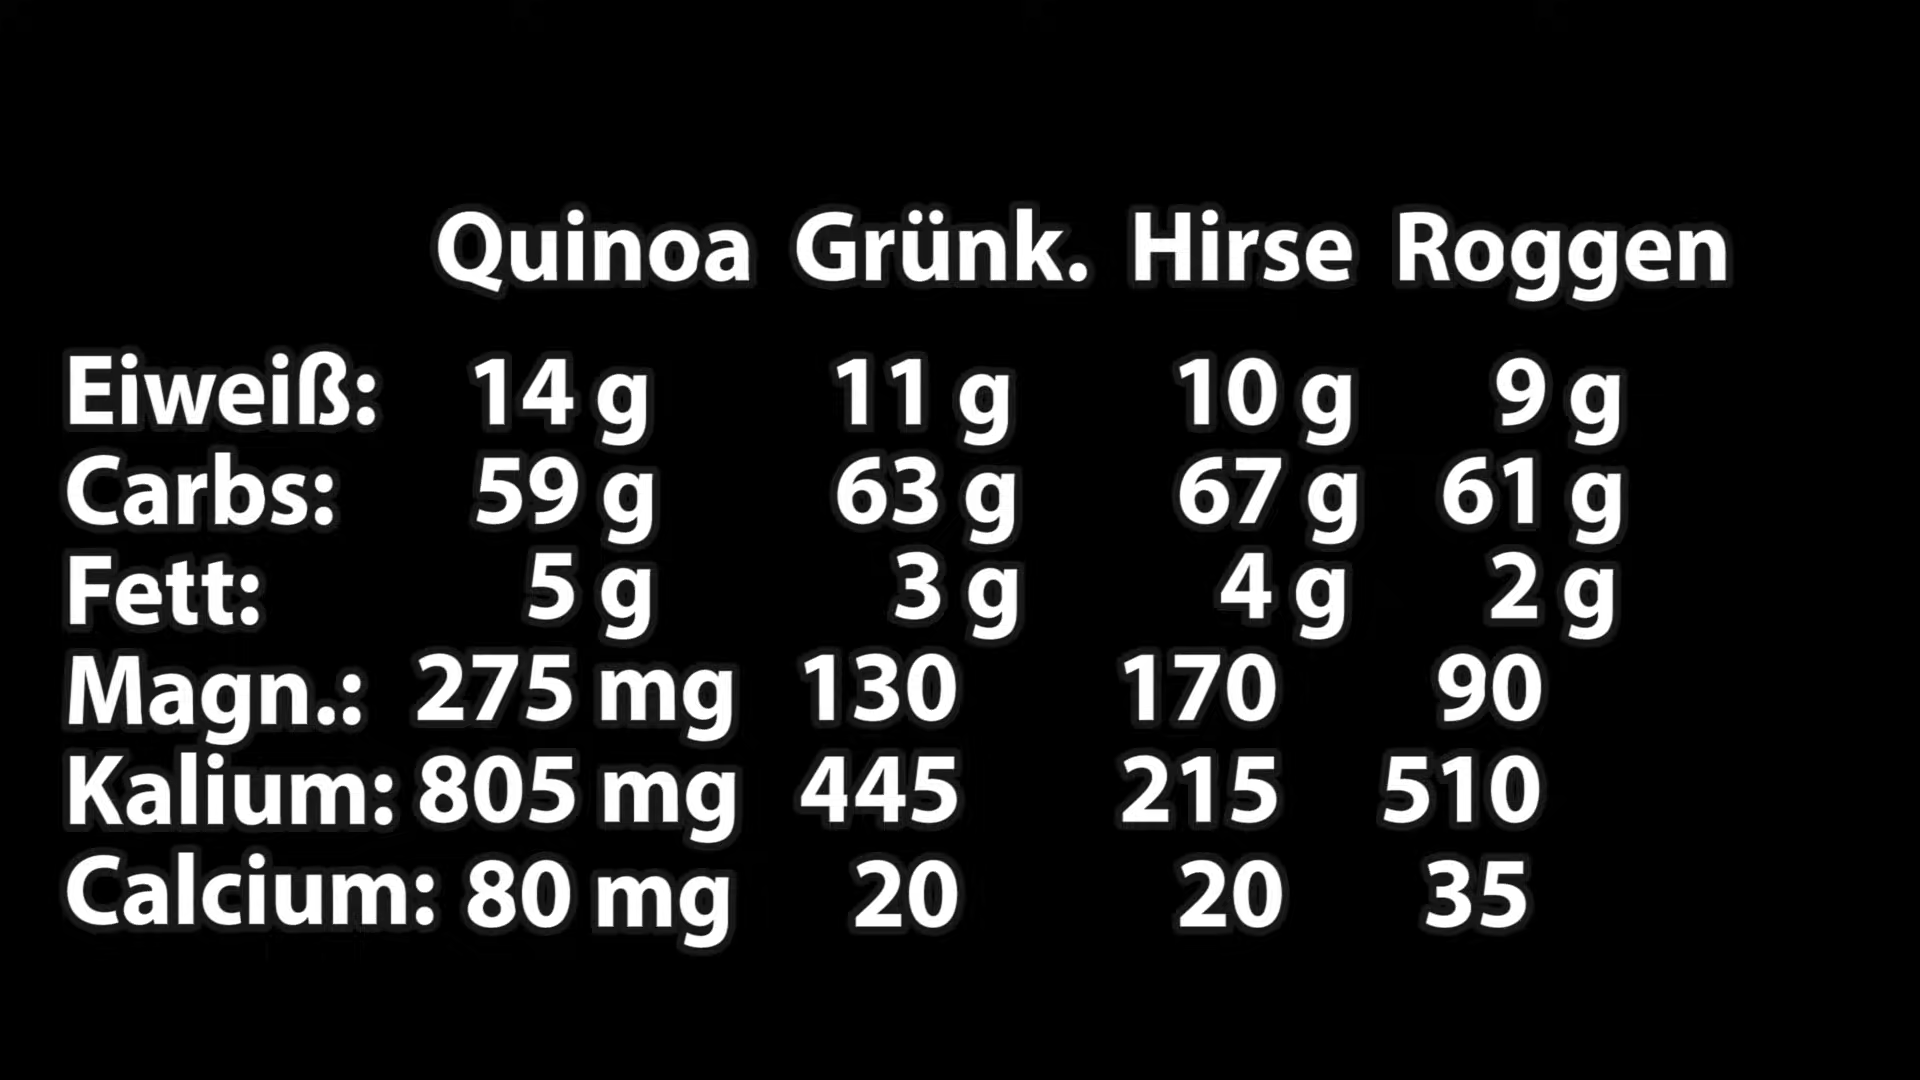 Quinoa Grünk. Hirse Roggen
Eiweiß: 14 g 11 g 10 g 9 g
Carbs: 59 g 63 g 67 g 61 g
Fett: 5 g 3 g 4 g 2 g
Magn.: 275 mg 130 170 90
Kalium: 805 mg 445 215 510
Calcium: 80 mg 20 20 35